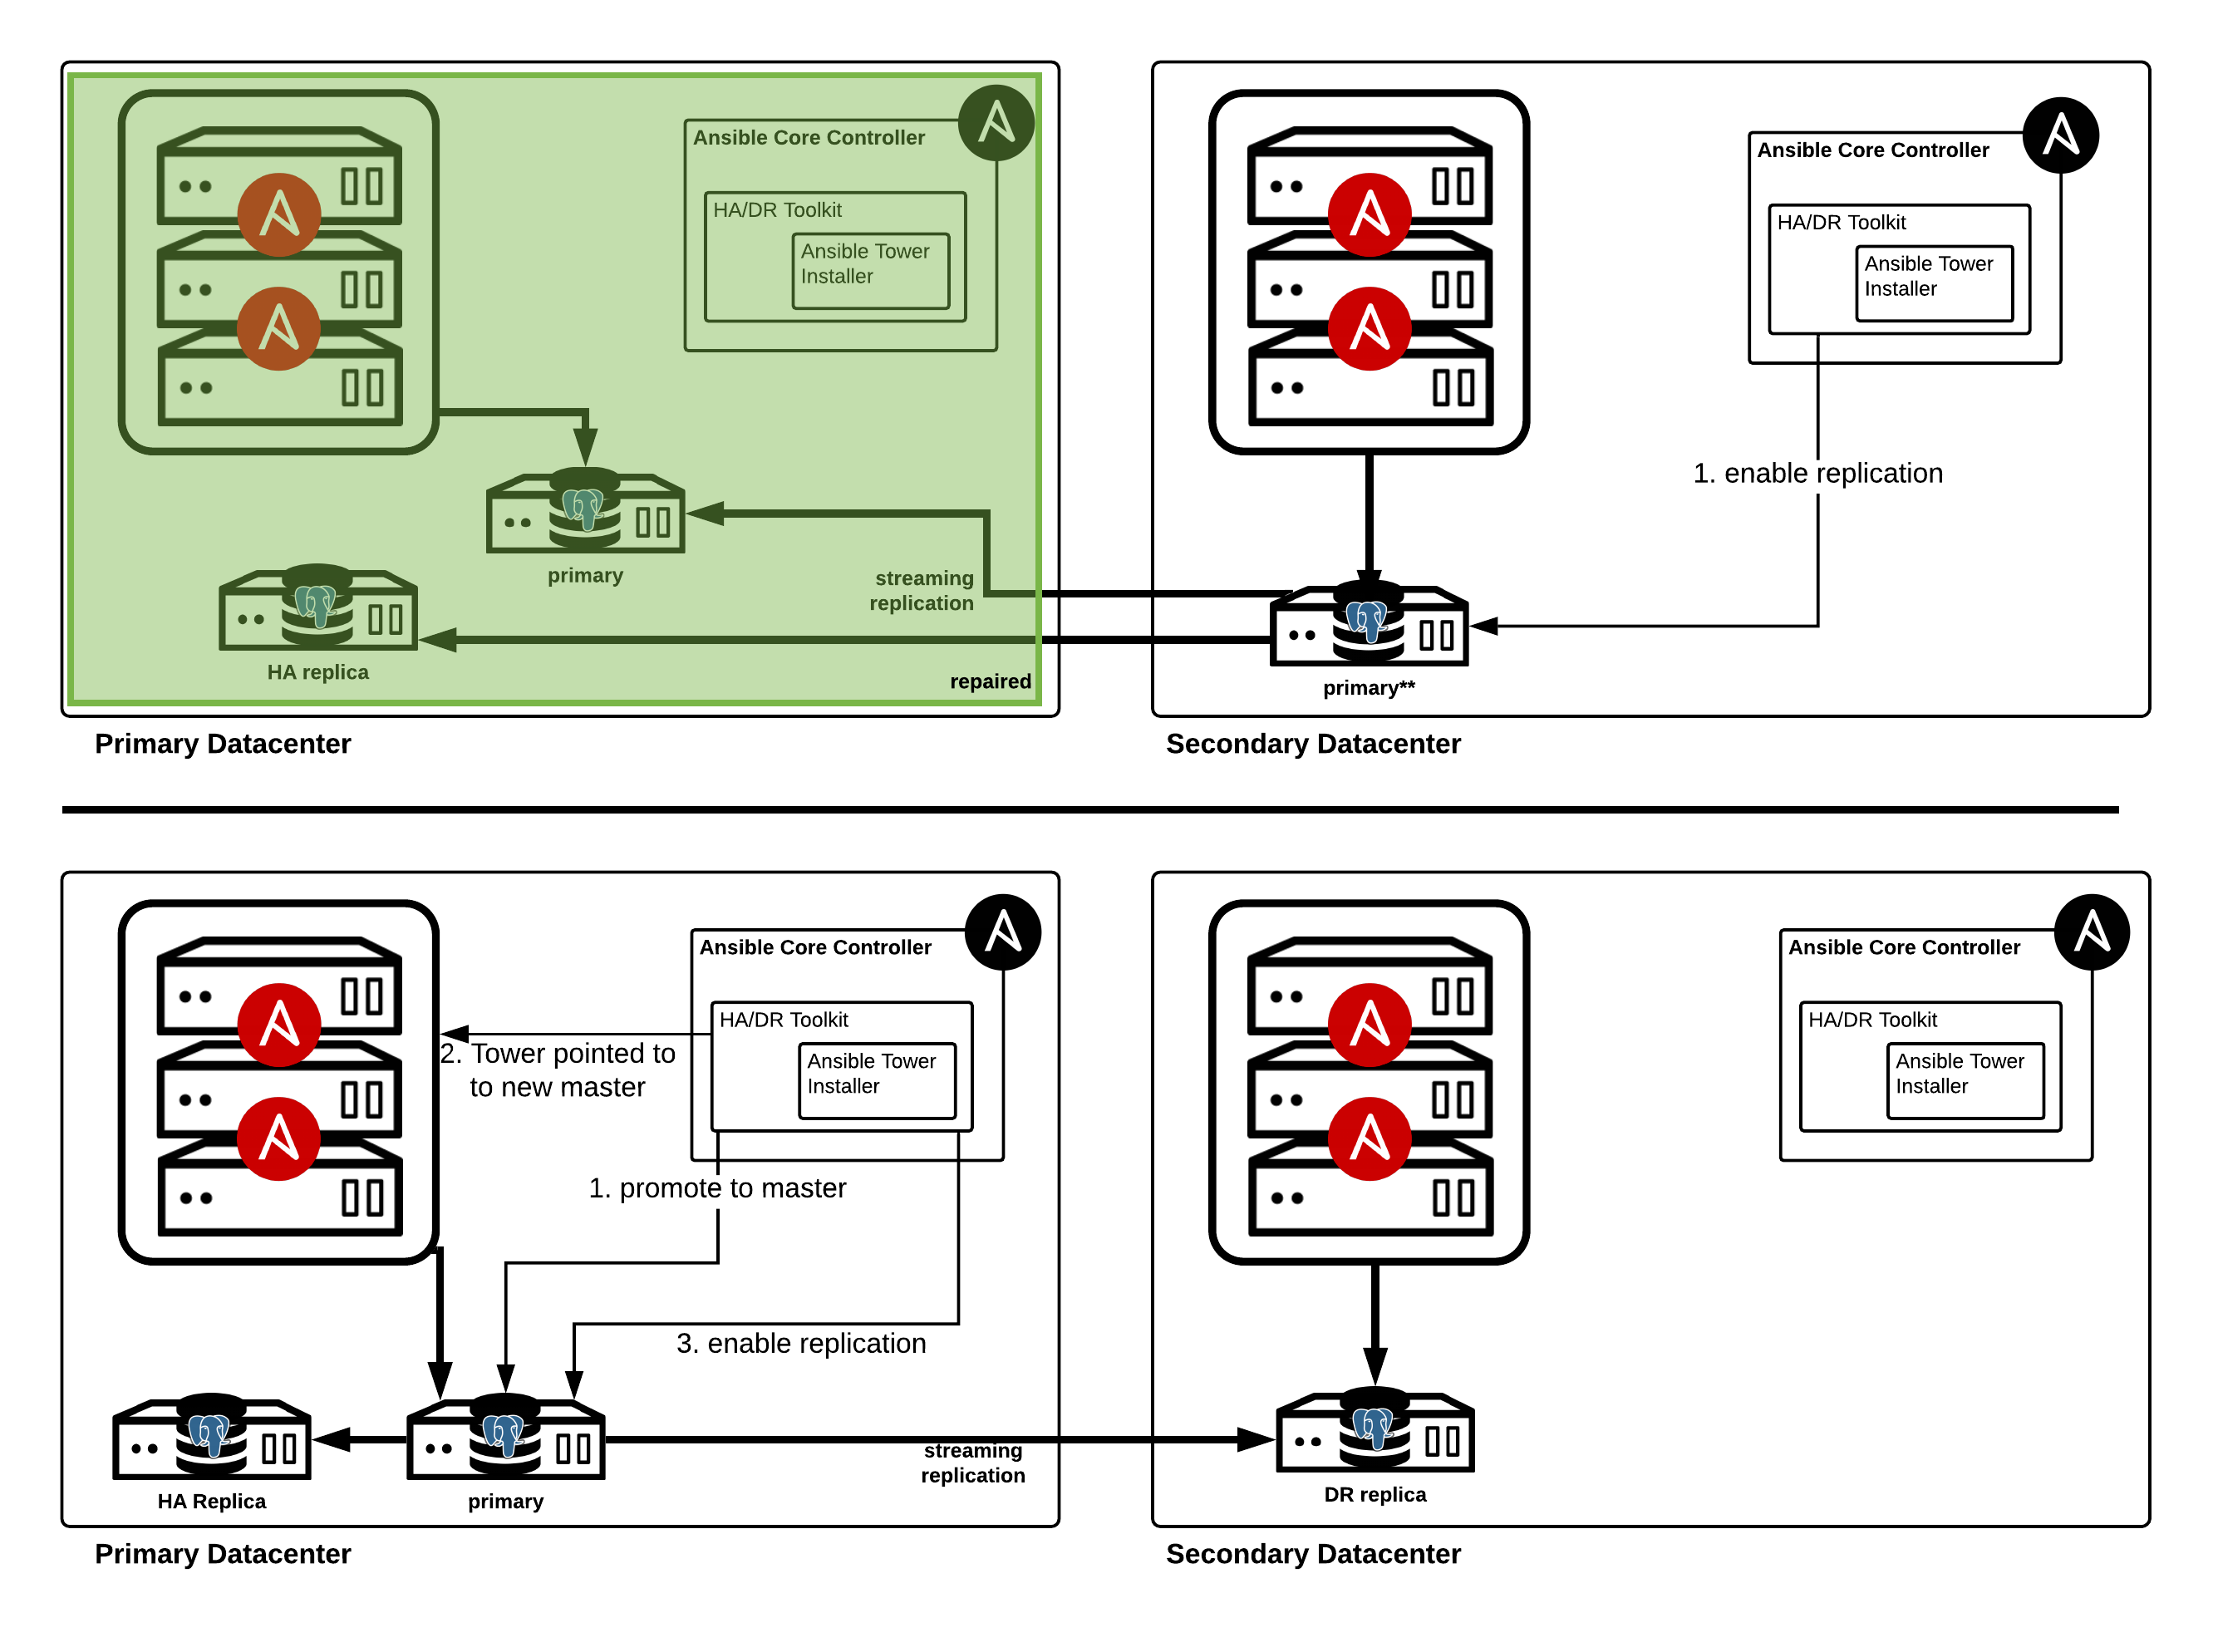 Ansible Core Controller
HA/DR Toolkit
Ansible Tower
Installer
primary
streaming
replication
HA replica
repaired
Primary Datacenter
Ansible Core Controller
HA/DR Toolkit
Ansible Tower
Installer
1. enable replication
primary**
Secondary Datacenter
Ansible Core Controller
HA/DR Toolkit
Ansible Tower
Installer
2. Tower pointed to
to new master
1. promote to master
3. enable replication
streaming
replication
HA Replica
primary
Primary Datacenter
Ansible Core Controller
HA/DR Toolkit
Ansible Tower
Installer
DR replica
Secondary Datacenter